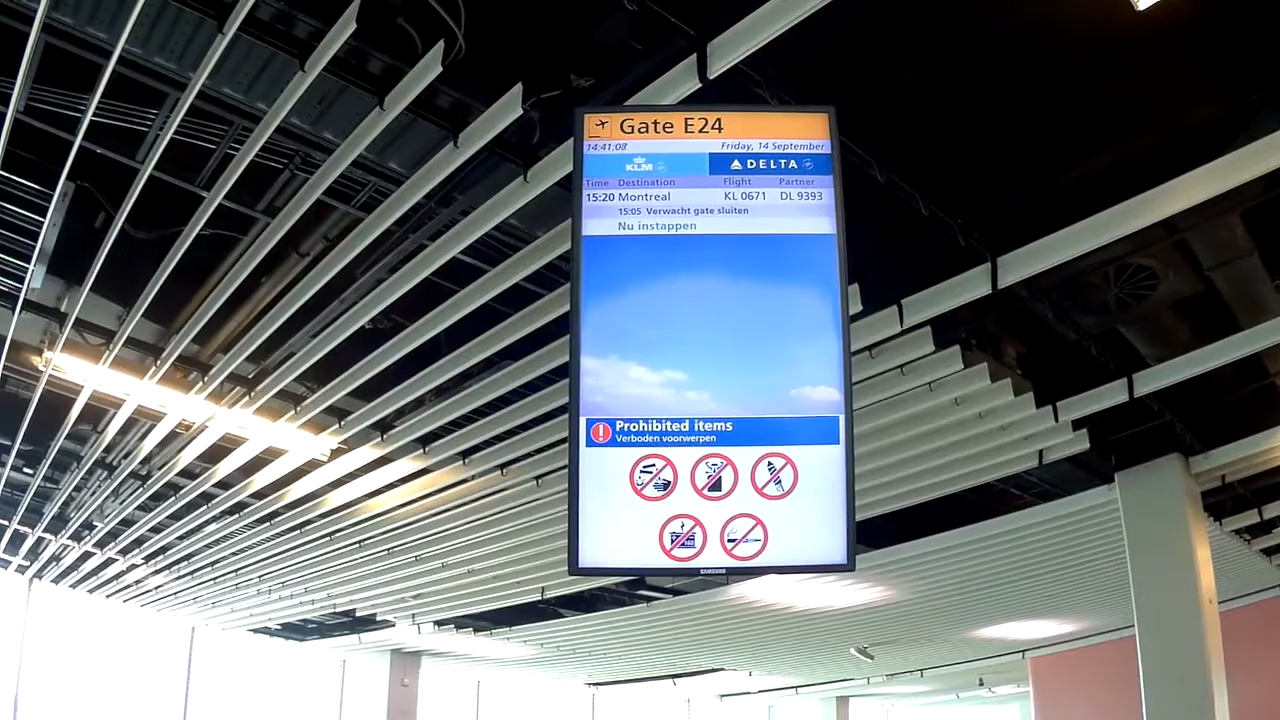 Gate E24
14:41:08 Friday, 14 September
KLM DELTA
Time Destination Flight Partner
15:20 Montreal KL 0671 DL 9393
15:05 Verwacht gate sluiten
Nu instappen
Prohibited items
Verboden voorwerpen
SAMSUNG